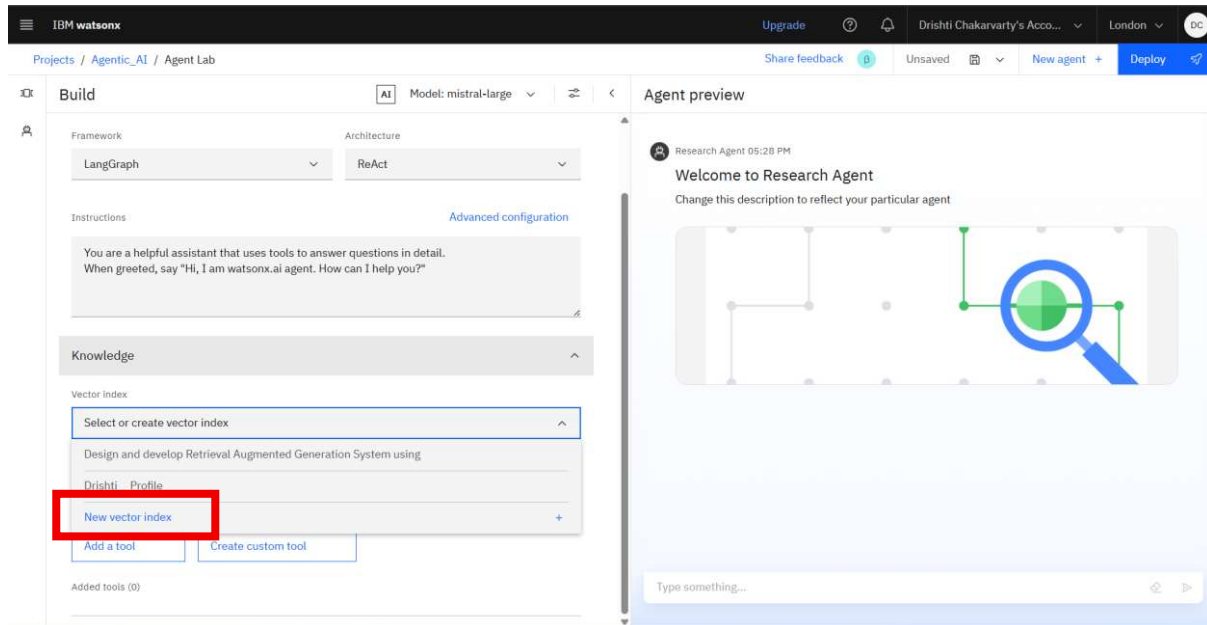 IBM watsonx
Upgrade
Drishti Chakarvarty's Acco...
London
DC
Projects / Agentic_AI / Agent Lab
Share feedback
β
Unsaved
New agent +
Deploy
Build
AI
Model: mistral-large
Agent preview
Framework
Architecture
LangGraph
ReAct
Instructions
Advanced configuration
You are a helpful assistant that uses tools to answer questions in detail.
When greeted, say "Hi, I am watsonx.ai agent. How can I help you?"
Knowledge
Vector index
Select or create vector index
Design and develop Retrieval Augmented Generation System using
Drishti Profile
New vector index +
Add a tool
Create custom tool
Added tools (0)
Research Agent 05:28 PM
Welcome to Research Agent
Change this description to reflect your particular agent
Type something...